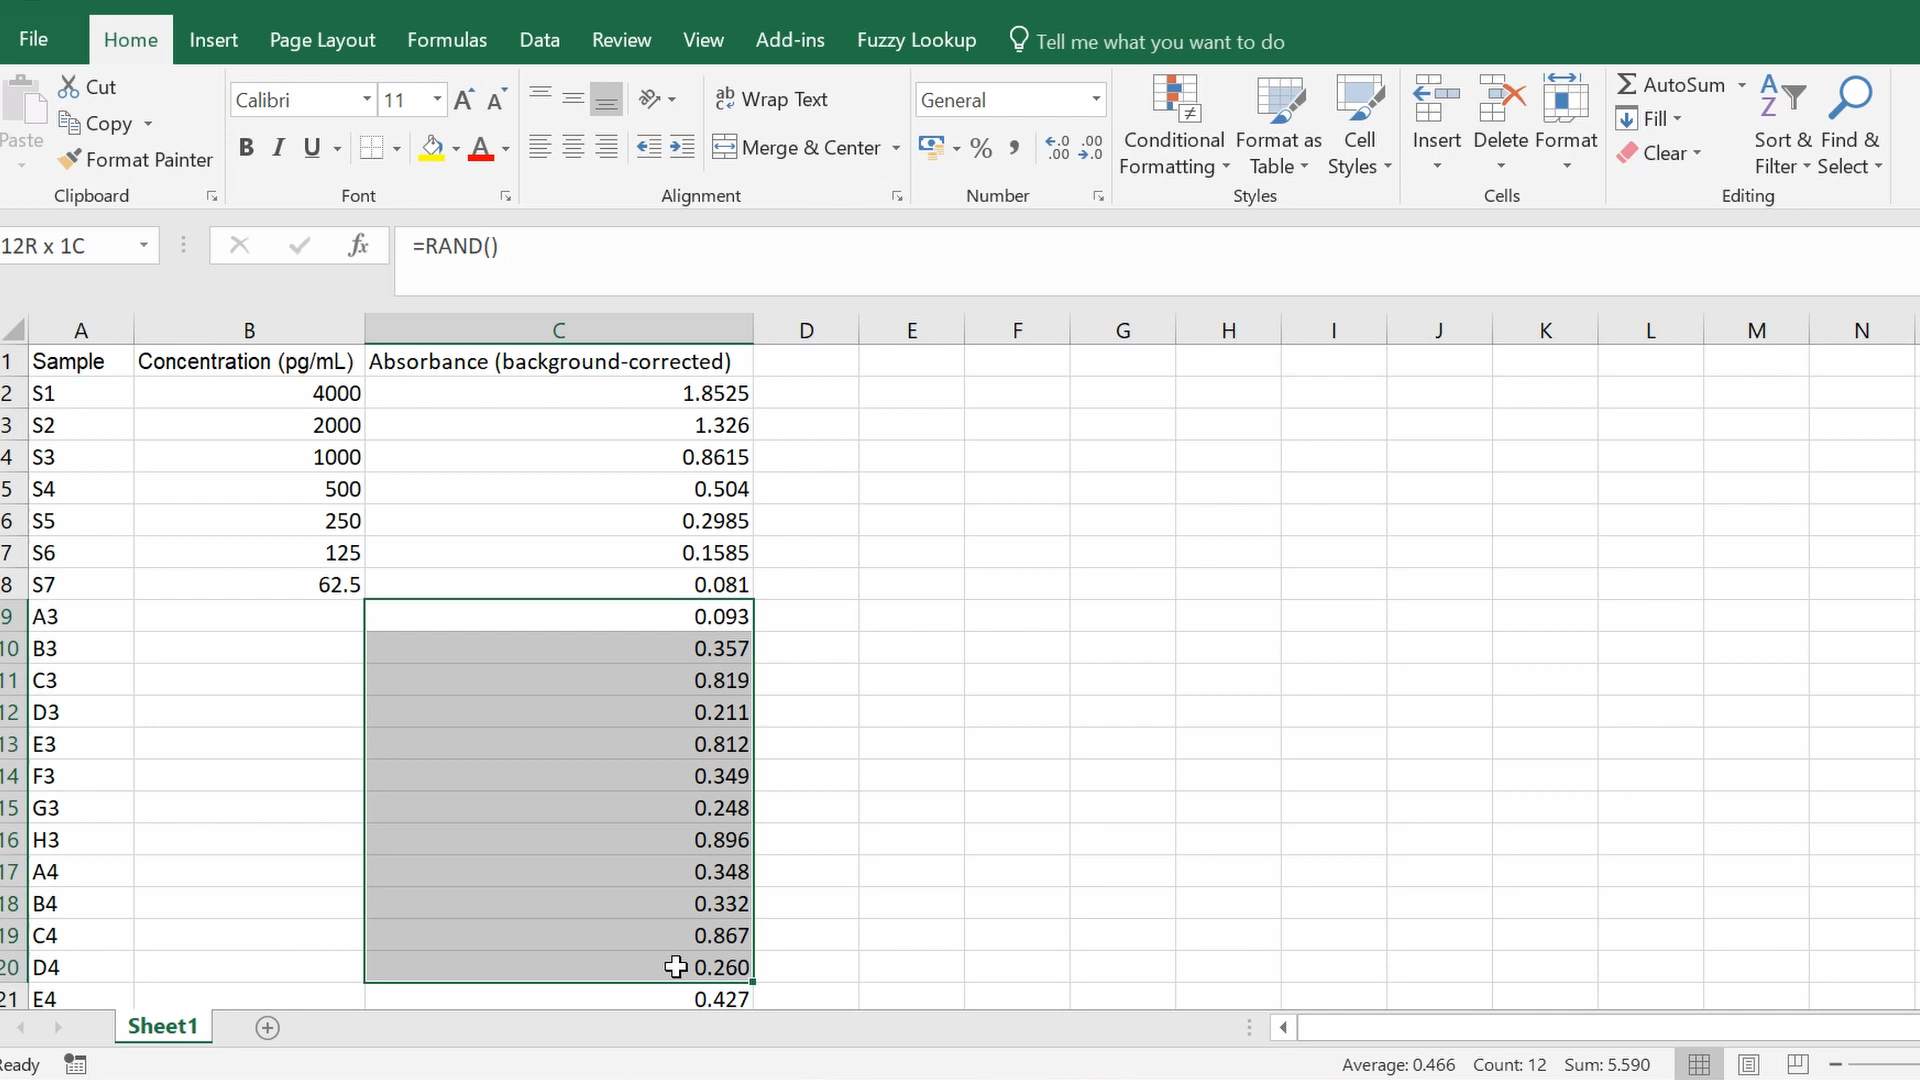 File Home Insert Page Layout Formulas Data Review View Add-ins Fuzzy Lookup Tell me what you want to do
Paste
Cut
Copy
Format Painter
Clipboard
Calibri 11
B I U
Font
Wrap Text
Merge & Center
Alignment
General
Number
Conditional Formatting
Format as Table
Cell Styles
Styles
Insert Delete Format
Cells
AutoSum
Fill
Clear
Sort & Filter
Find & Select
Editing
12R x 1C fx =RAND()
A B C D E F G H I J K L M N
1 Sample Concentration (pg/mL) Absorbance (background-corrected)
2 S1 4000 1.8525
3 S2 2000 1.326
4 S3 1000 0.8615
5 S4 500 0.504
6 S5 250 0.2985
7 S6 125 0.1585
8 S7 62.5 0.081
9 A3 0.093
10 B3 0.357
11 C3 0.819
12 D3 0.211
13 E3 0.812
14 F3 0.349
15 G3 0.248
16 H3 0.896
17 A4 0.348
18 B4 0.332
19 C4 0.867
20 D4 0.260
21 E4 0.427
Sheet1
eady Average: 0.466 Count: 12 Sum: 5.590